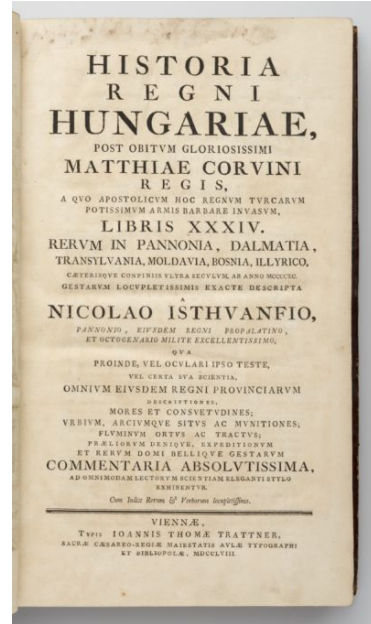 HISTORIA
REGNI
HUNGARIAE,
POST OBITVM GLORIOSISSIMI
MATTHIAE CORVINI
REGIS,
A QVO APOSTOLICVM HOC REGNVM TVRCARVM
POTISSIMVM ARMIS BARBARE INVASVM,
LIBRIS XXXIV.
RERVM IN PANNONIA, DALMATIA,
TRANSYLVANIA, MOLDAVIA, BOSNIA, ILLYRICO,
CÆTERISQVE CONFINIIS VLTRA SECVLVM, AB ANNO MCCCCXC.
GESTARVM LOCVPLETISSIMIS EXACTE DESCRIPTA
A
NICOLAO ISTHVANFIO,
PANNONIO, EIVSDEM REGNI PROPALATINO,
ET OCTOGENARIO MILITE EXCELLENTISSIMO,
QVA
PROINDE, VEL OCVLARI IPSO TESTE,
VEL CERTA SVA SCIENTIA,
OMNIVM EIVSDEM REGNI PROVINCIARVM
DESCRIPTIONES,
MORES ET CONSVETVDINES;
VRBIVM, ARCIVMQVE SITVS AC MVNITIONES;
FLVMINVM ORTVS AC TRACTVS;
PRÆLIORVM DENIQVE, EXPEDITIONVM
ET RERVM DOMI BELLIQVE GESTARVM
COMMENTARIA ABSOLVTISSIMA,
AD OMNIMODAM LECTORVM SCIENTIAM ELEGANTI STYLO
EXHIBENTVR.
Cum Indice Rerum & Verborum locupletissimo.
VIENNÆ,
TYPIS IOANNIS THOMÆ TRATTNER,
SACRÆ CÆSAREO-REGIÆ MAIESTATIS AVLÆ TYPOGRAPHI
ET BIBLIOPOLÆ, MDCCLVIII.